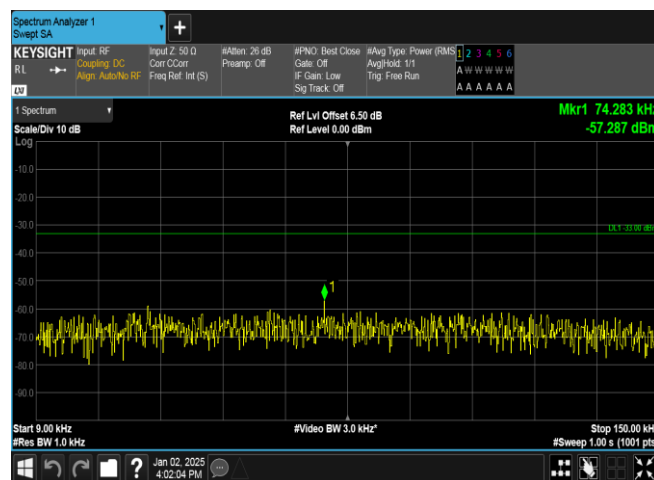 Spectrum Analyzer 1
Swept SA
+
KEYSIGHT Input: RF Input Z: 50 Ω #Atten: 26 dB #PNO: Best Close #Avg Type: Power (RMS 1 2 3 4 5 6
R L Coupling: DC Corr CCorr Preamp: Off Gate: Off Avg|Hold: 1/1 A W W W W W
Align: Auto/No RF Freq Ref: Int (S) IF Gain: Low Trig: Free Run
LXI Sig Track: Off A A A A A A
1 Spectrum Ref Lvl Offset 6.50 dB Mkr1 74.283 kHz
Scale/Div 10 dB Ref Level 0.00 dBm -57.287 dBm
Log
-10.0
-20.0
-30.0
DL1 -33.00 dBm
-40.0
-50.0
1
-60.0
-70.0
-80.0
-90.0
Start 9.00 kHz #Video BW 3.0 kHz* Stop 150.00 kH
#Res BW 1.0 kHz #Sweep 1.00 s (1001 pts
? Jan 02, 2025
4:02:04 PM